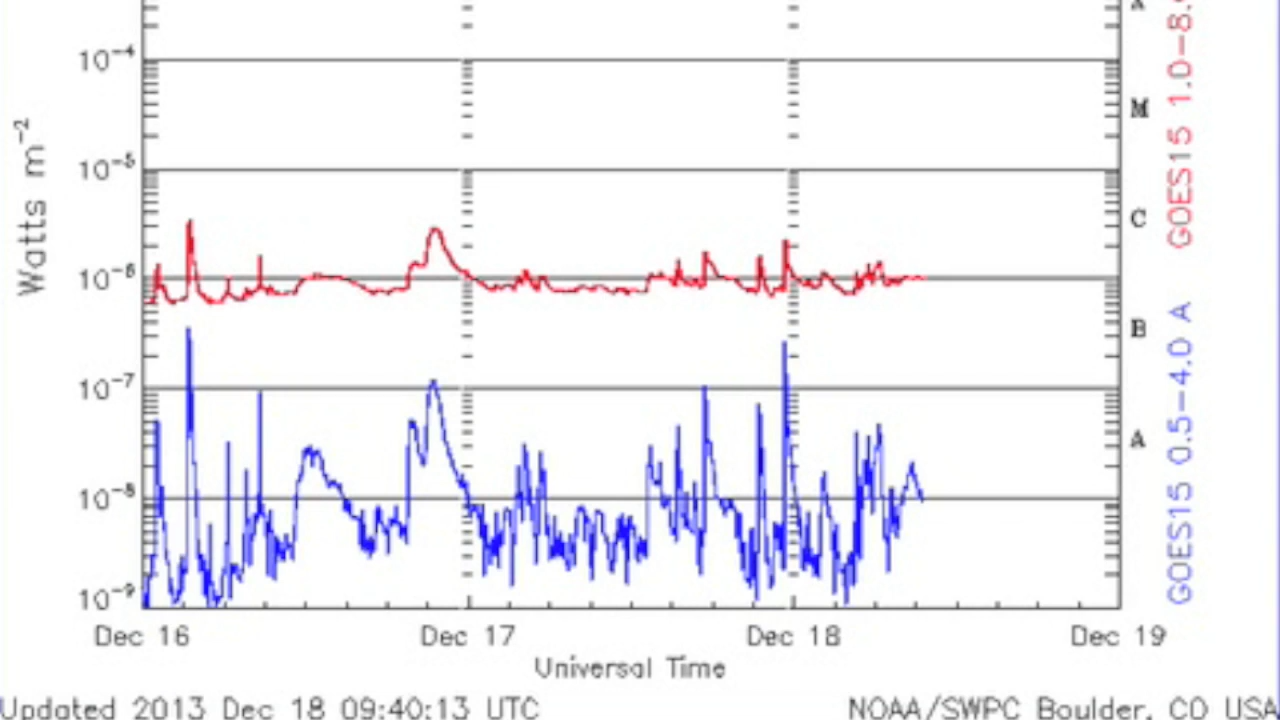 Watts m-2
10-4
10-5
10-6
10-7
10-8
10-9
M
C
B
A
GOES15 1.0-8.
GOES15 0.5-4.0 A
Dec 16 Dec 17 Dec 18 Dec 19
Universal Time
Updated 2013 Dec 18 09:40:13 UTC
NOAA/SWPC Boulder, CO USA